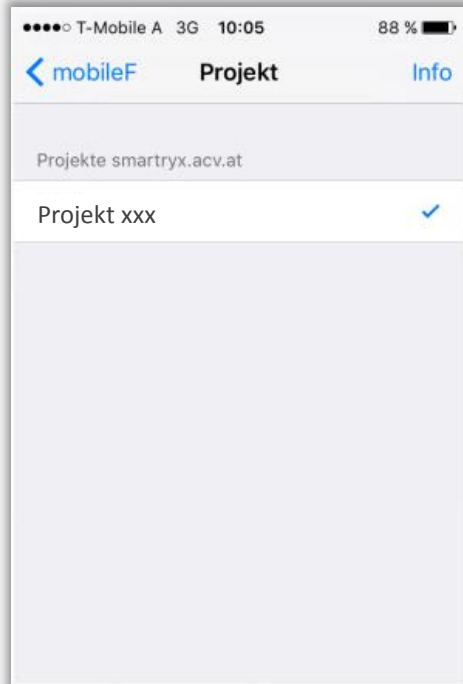 T-Mobile A 3G 10:05 88 %
mobileF Projekt Info
Projekte smartryx.acv.at
Projekt xxx